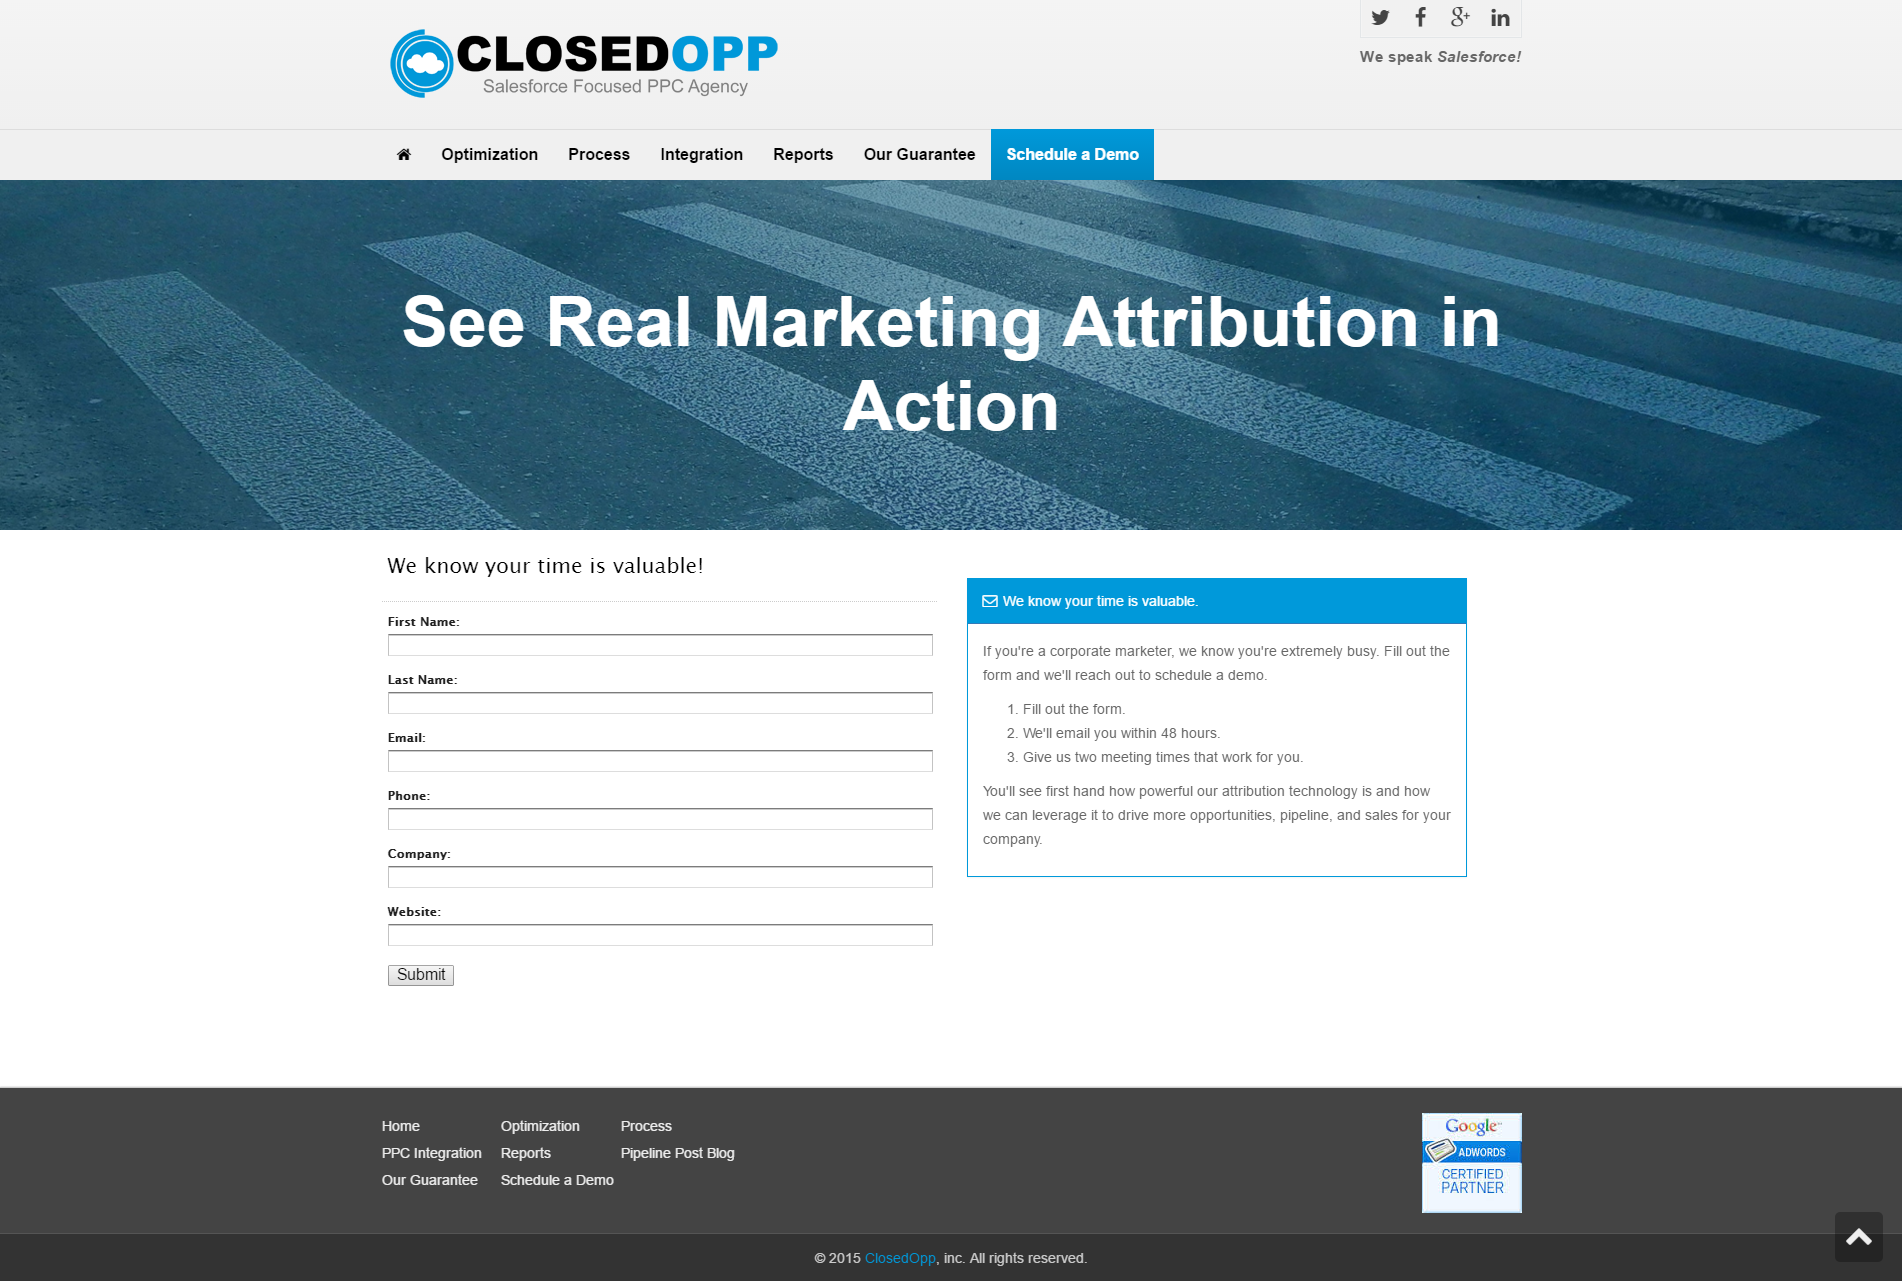 CLOSEDOPP
Salesforce Focused PPC Agency
We speak Salesforce!
Optimization
Process
Integration
Reports
Our Guarantee
Schedule a Demo
See Real Marketing Attribution in
Action
We know your time is valuable!
First Name:
Last Name:
Email:
Phone:
Company:
Website:
Submit
We know your time is valuable.
If you're a corporate marketer, we know you're extremely busy. Fill out the
form and we'll reach out to schedule a demo.
1. Fill out the form.
2. We'll email you within 48 hours.
3. Give us two meeting times that work for you.
You'll see first hand how powerful our attribution technology is and how
we can leverage it to drive more opportunities, pipeline, and sales for your
company.
Home
Optimization
Process
PPC Integration
Reports
Pipeline Post Blog
Our Guarantee
Schedule a Demo
Google™
ADWORDS
CERTIFIED
PARTNER
© 2015 ClosedOpp, inc. All rights reserved.